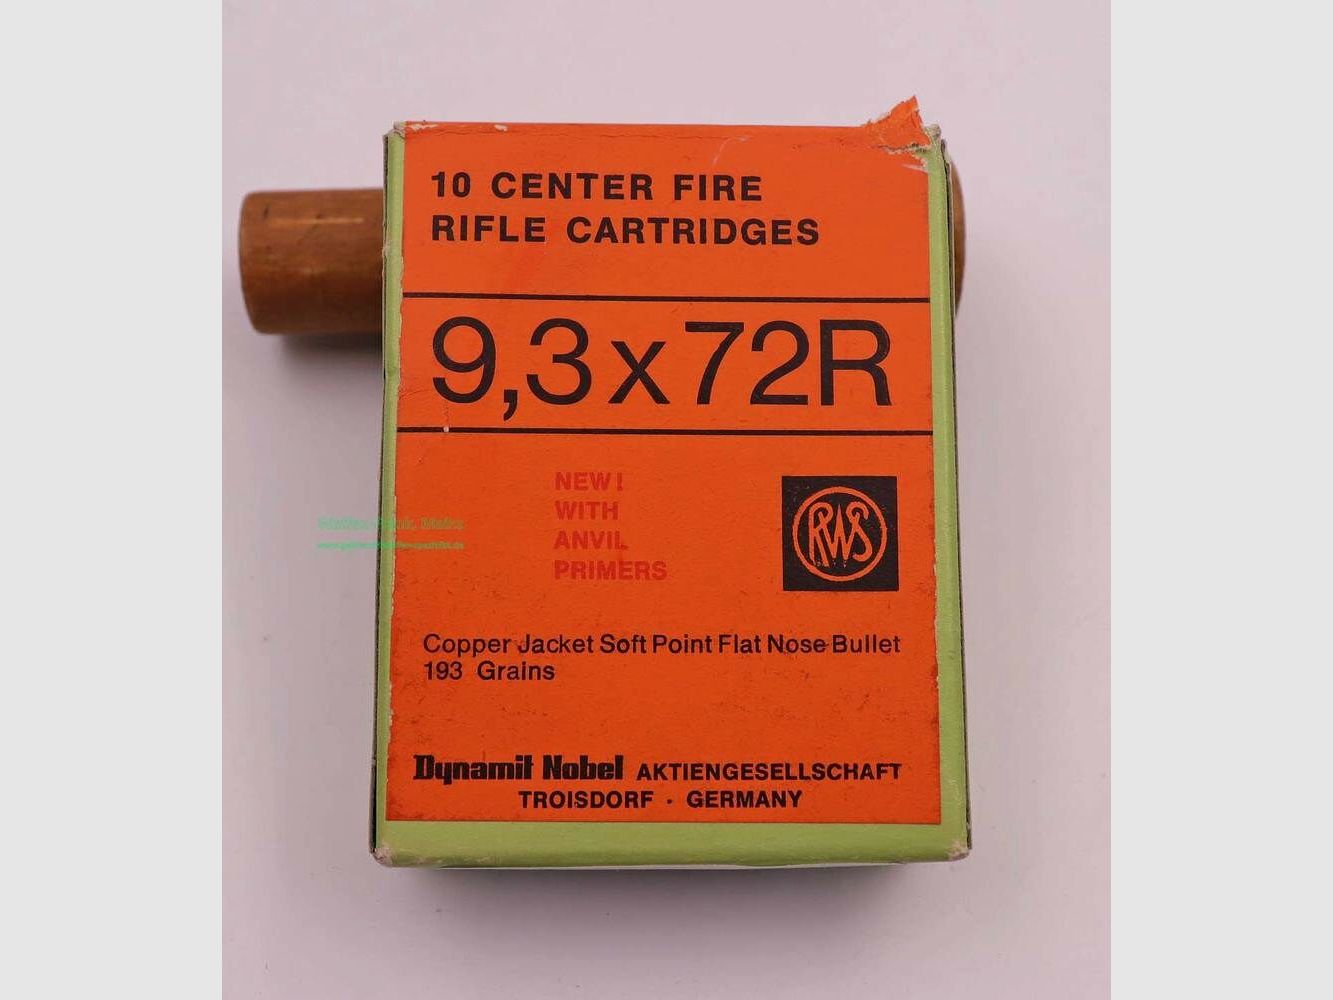 10 CENTER FIRE
RIFLE CARTRIDGES
9,3x72R
NEW!
WITH
ANVIL
PRIMERS
RWS
Copper Jacket Soft Point Flat Nose Bullet
193 Grains
Dynamit Nobel AKTIENGESELLSCHAFT
TROISDORF · GERMANY